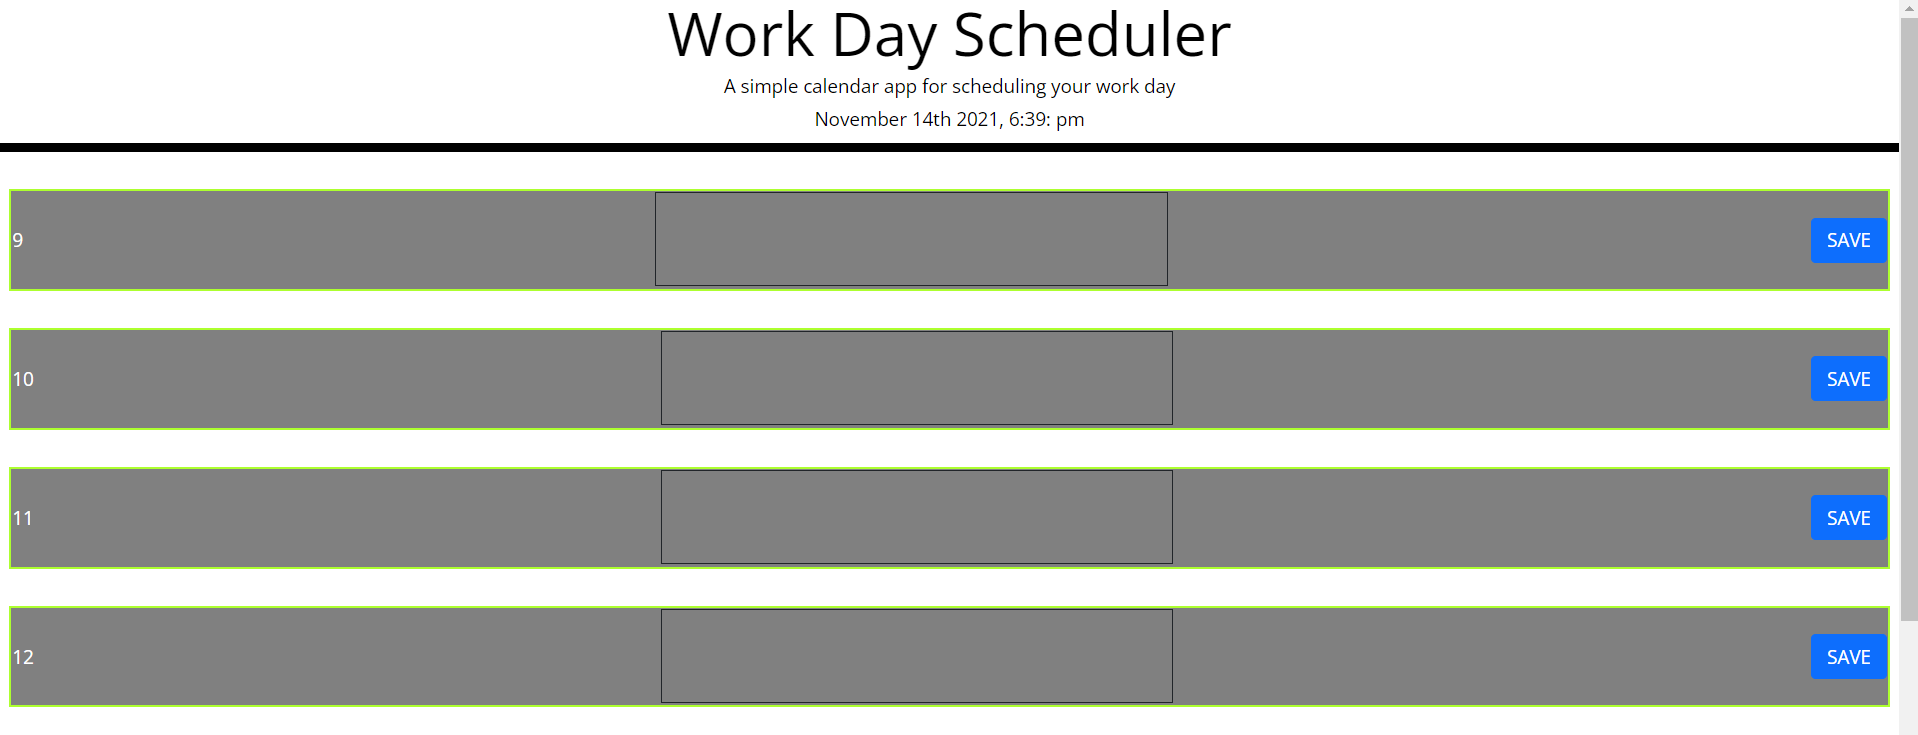 Work Day Scheduler
A simple calendar app for scheduling your work day
November 14th 2021, 6:39: pm
9 SAVE
10 SAVE
11 SAVE
12 SAVE